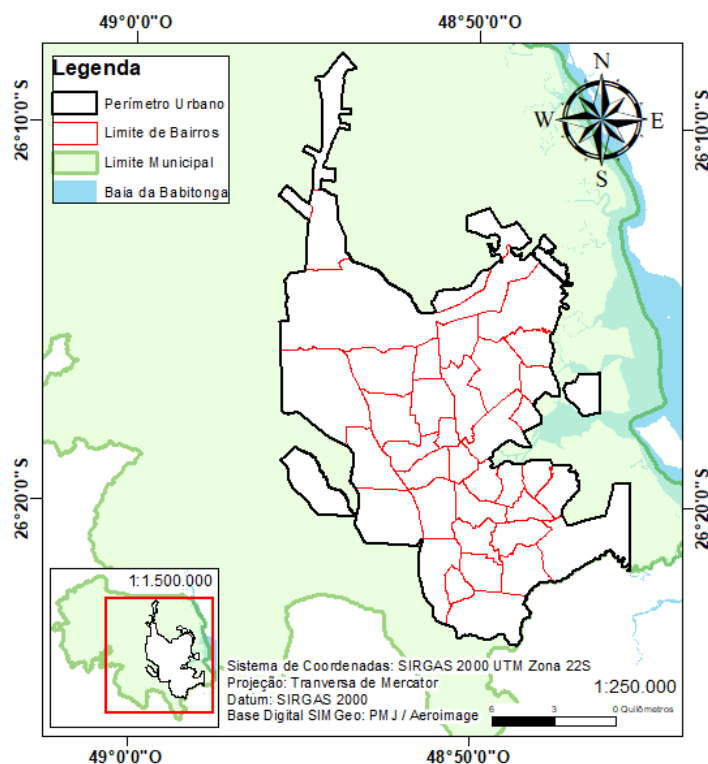 49°0'0"O
48°50'0"O
Legenda
Perímetro Urbano
Limite de Bairros
Limite Municipal
Baia da Babitonga
N
W
E
S
26°10'0"S
26°10'0"S
26°20'0"S
26°20'0"S
1:1.500.000
Sistema de Coordenadas: SIRGAS 2000 UTM Zona 22S
Projeção: Tranversa de Mercator
Datum: SIRGAS 2000
Base Digital SIMGeo: PMJ / Aeroimage
1:250.000
6 3 0 Quilômetros
49°0'0"O
48°50'0"O